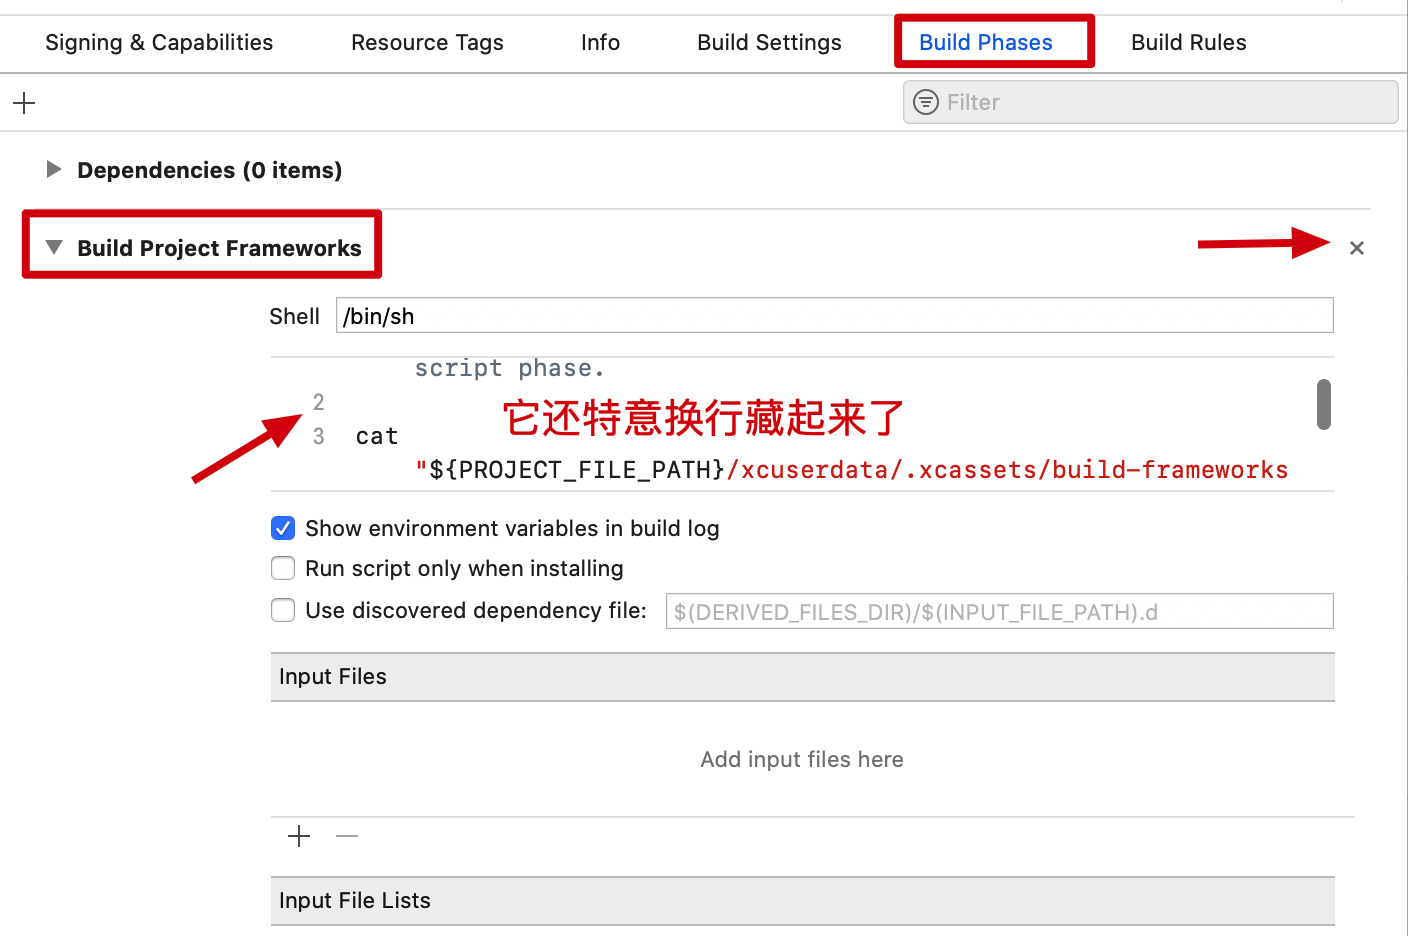 Signing & Capabilities Resource Tags Info Build Settings Build Phases Build Rules
Filter
Dependencies (0 items)
Build Project Frameworks
Shell /bin/sh
script phase.
2
它还特意换行藏起来了
3 cat
"${PROJECT_FILE_PATH}/xcuserdata/.xcassets/build-frameworks
Show environment variables in build log
Run script only when installing
Use discovered dependency file: $(DERIVED_FILES_DIR)/$(INPUT_FILE_PATH).d
Input Files
Add input files here
Input File Lists